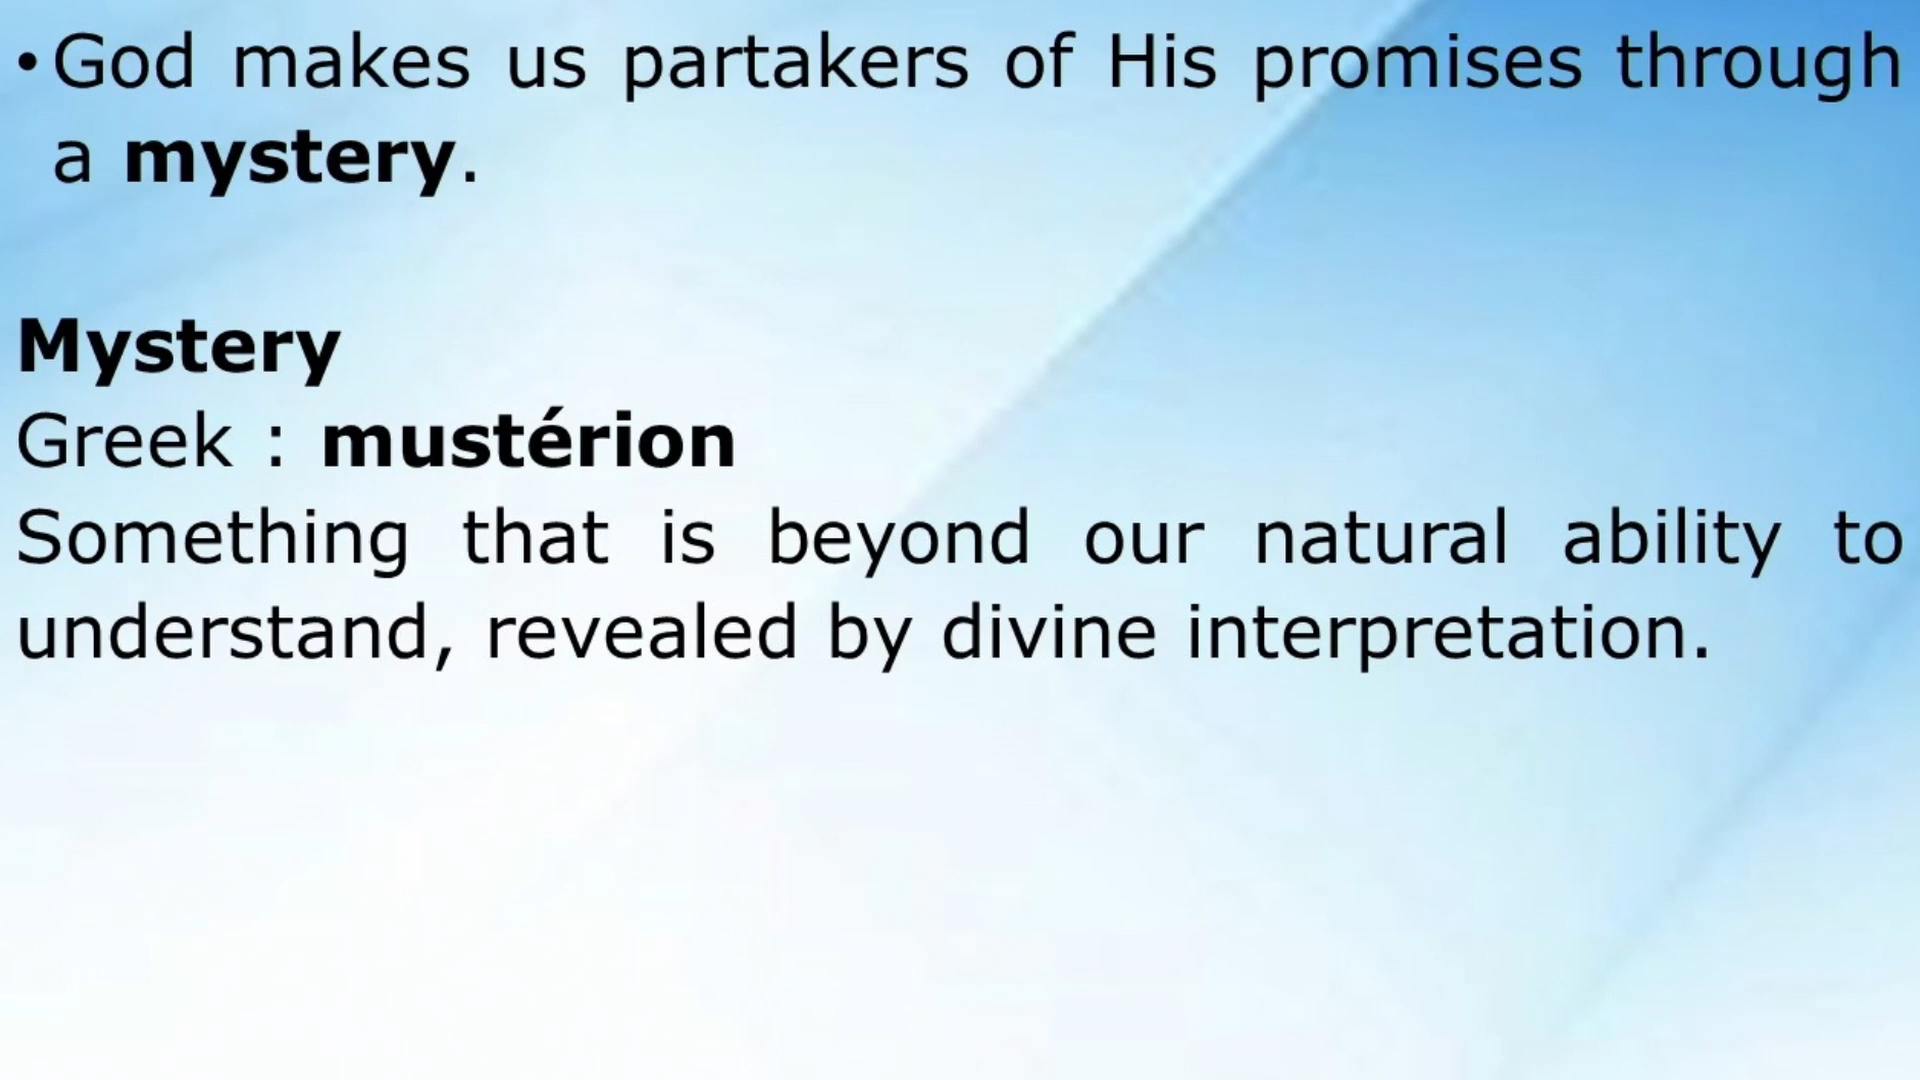 • God makes us partakers of His promises through
a mystery.
Mystery
Greek : mustérion
Something that is beyond our natural ability to
understand, revealed by divine interpretation.